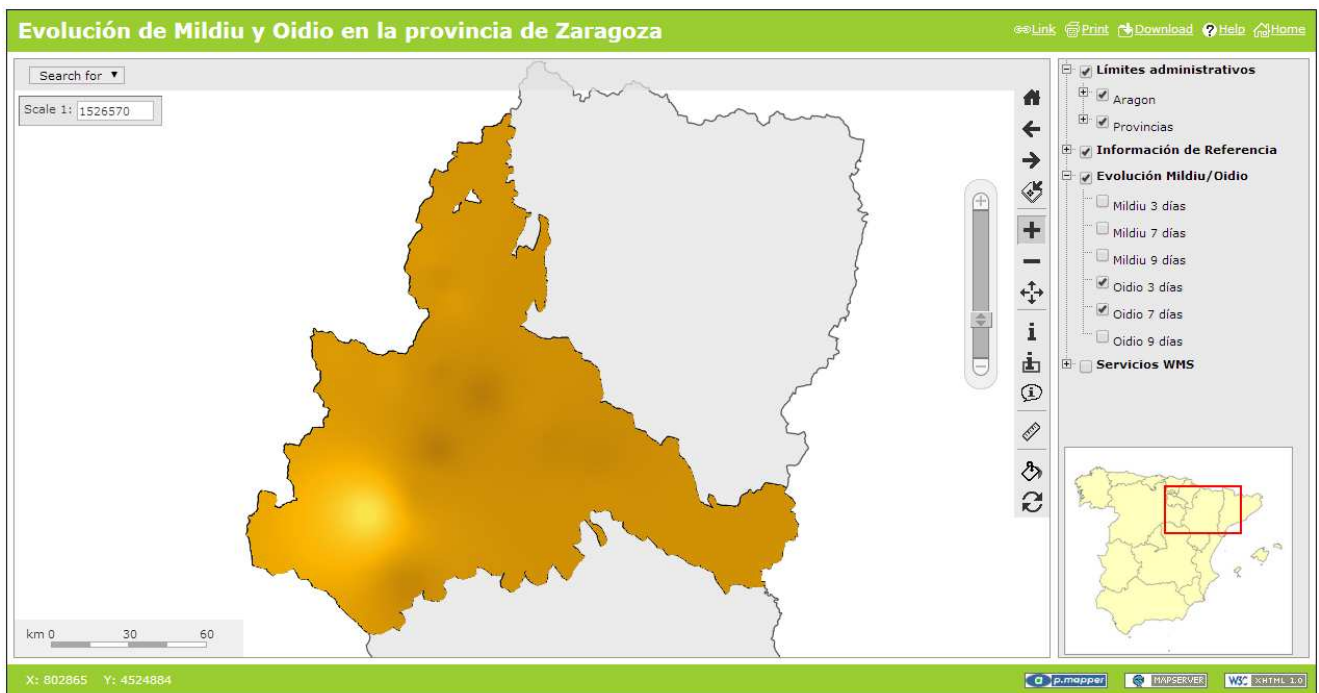 Evolución de Mildiu y Oidio en la provincia de Zaragoza
Link Print Download ? Help Home
Search for ▼
Scale 1: 1526570
km 0 30 60
Límites administrativos
Aragon
Provincias
Información de Referencia
Evolución Mildiu/Oidio
Mildiu 3 días
Mildiu 7 días
Mildiu 9 días
Oidio 3 días
Oidio 7 días
Oidio 9 días
Servicios WMS
X: 802865 Y: 4524884
p.mapper MAPSERVER W3C XHTML 1.0